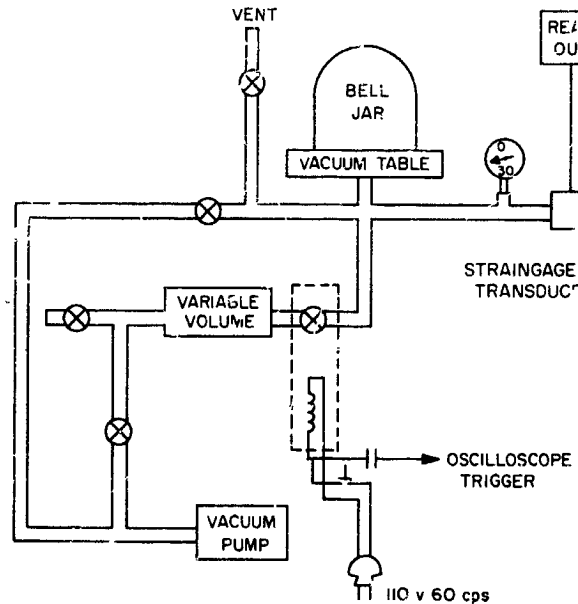 VENT
BELL
JAR
VACUUM TABLE
0
30
STRAINGAGE
VARIABLE
VOLUME
OSCILLOSCOPE
TRIGGER
VACUUM
PUMP
110 v 60 cps